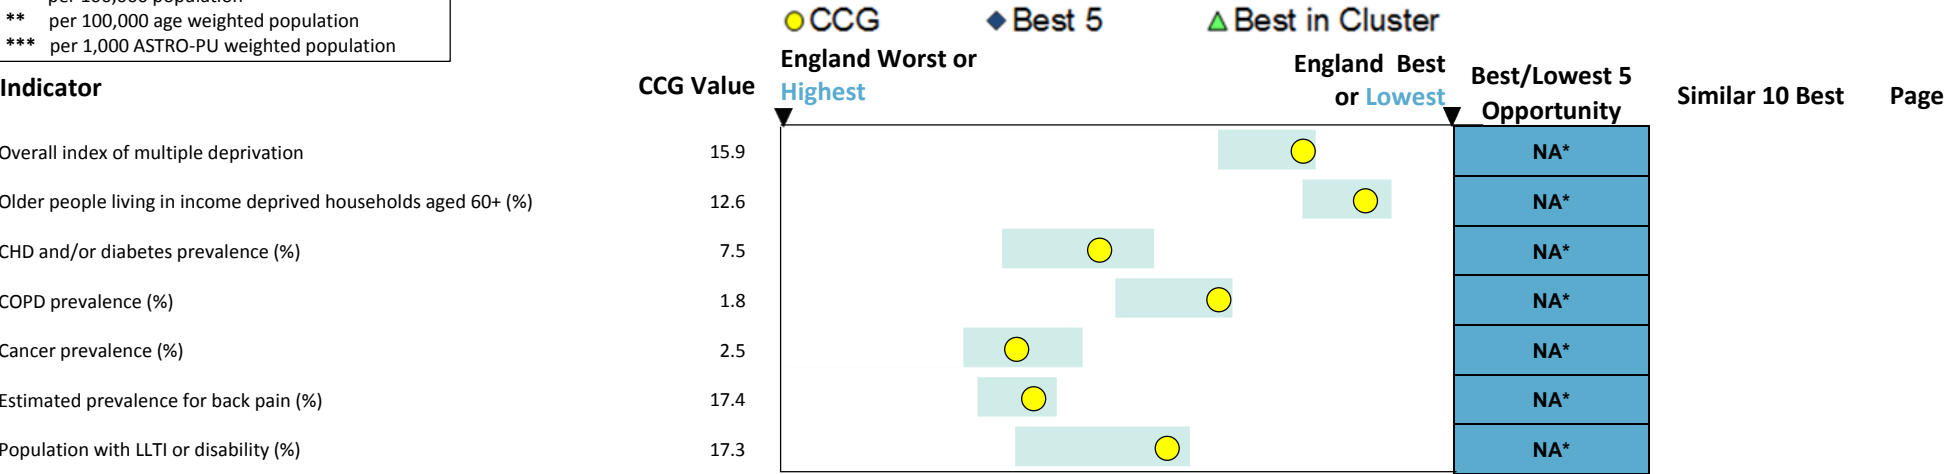 per 100,000 population
** per 100,000 age weighted population
*** per 1,000 ASTRO-PU weighted population
CCG Best 5 Best in Cluster
Indicator CCG Value England Worst or Highest England Best or Lowest Best/Lowest 5 Opportunity Similar 10 Best Page
Overall index of multiple deprivation 15.9 NA*
Older people living in income deprived households aged 60+ (%) 12.6 NA*
CHD and/or diabetes prevalence (%) 7.5 NA*
COPD prevalence (%) 1.8 NA*
Cancer prevalence (%) 2.5 NA*
Estimated prevalence for back pain (%) 17.4 NA*
Population with LLTI or disability (%) 17.3 NA*